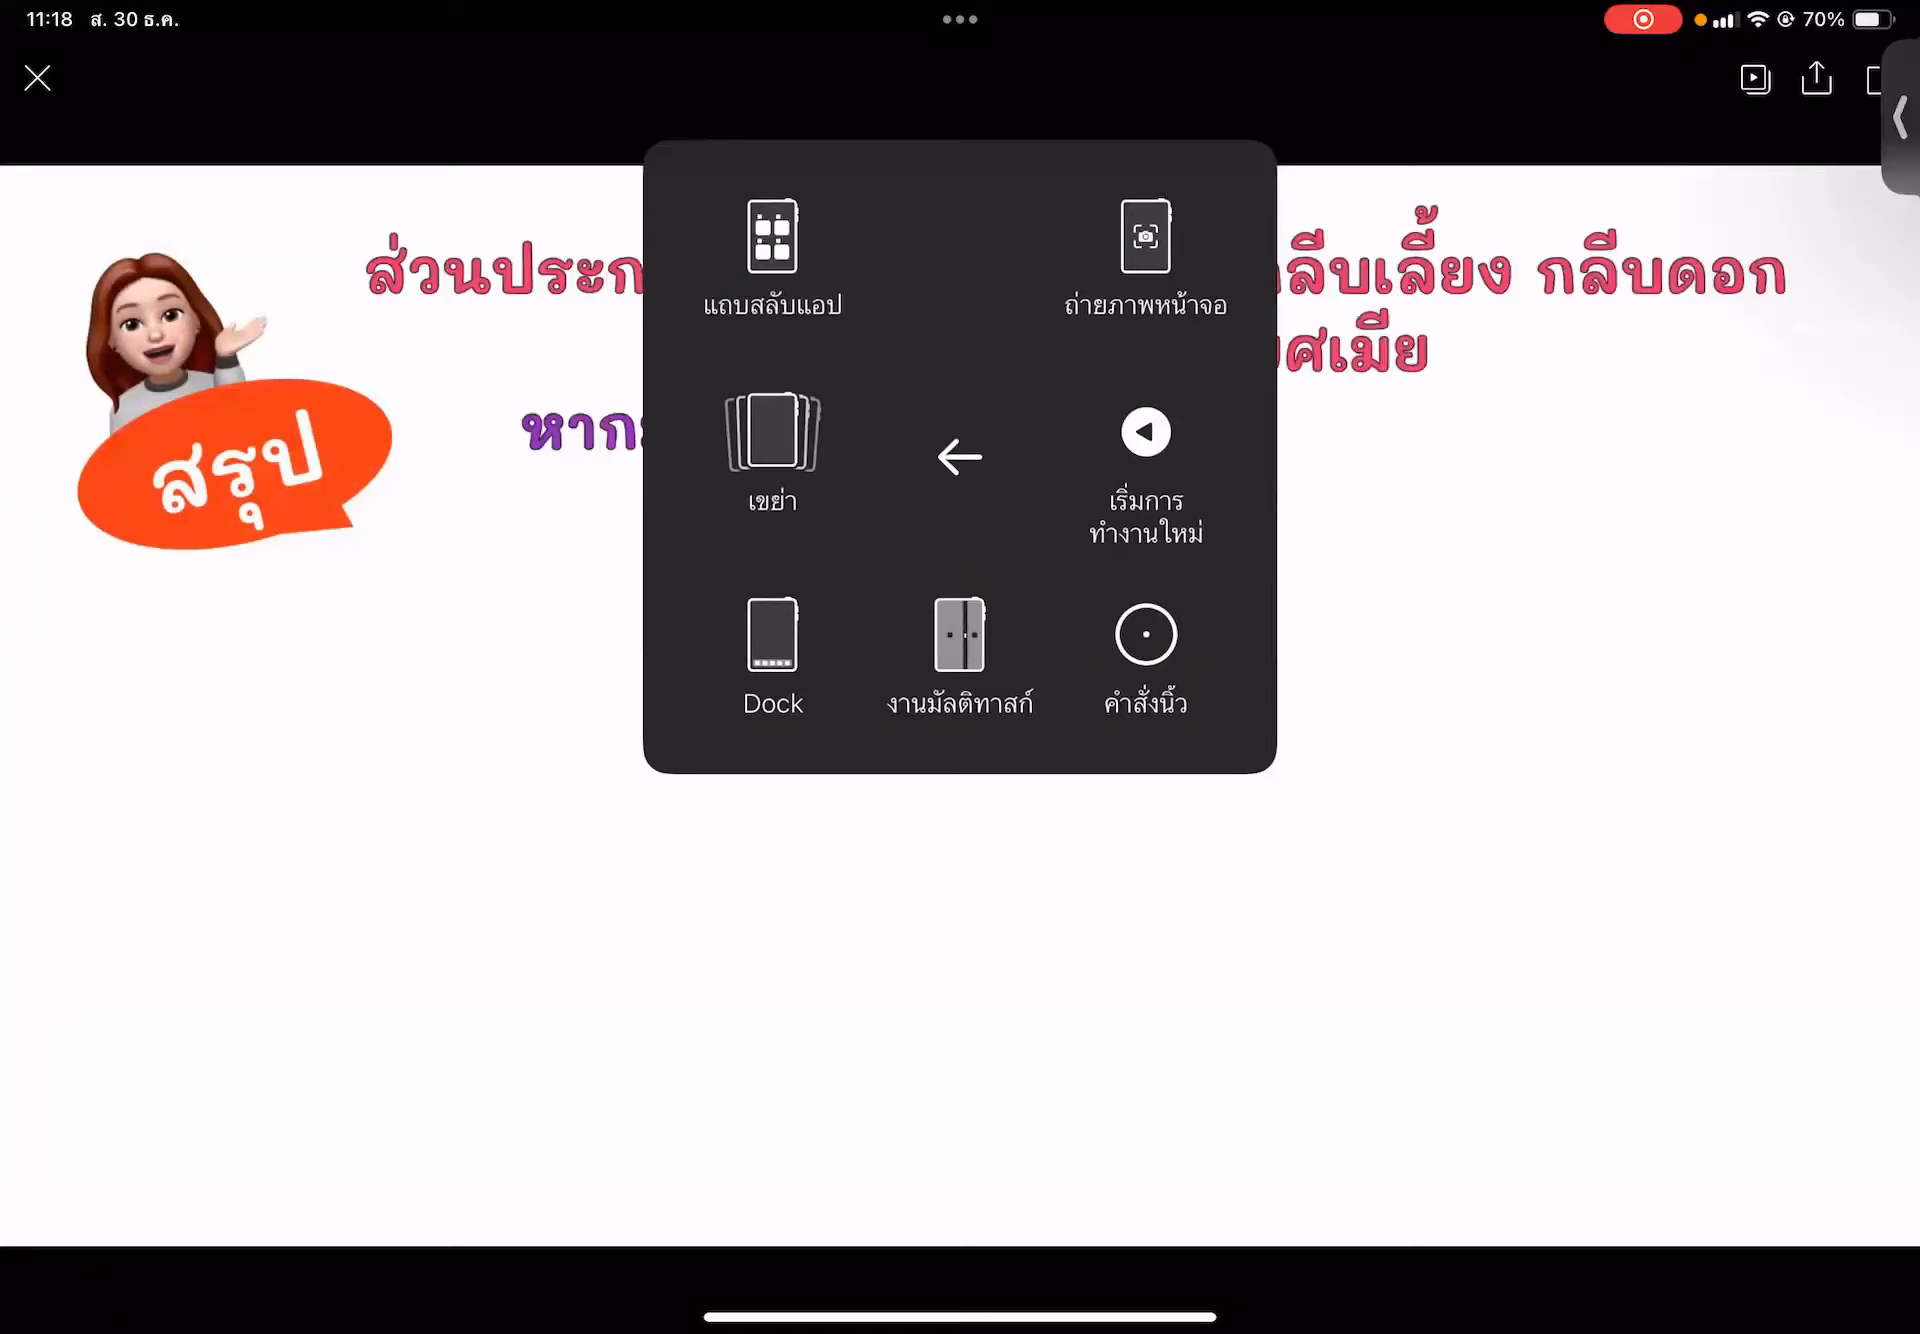 11:18 ส. 30 ธ.ค.
70%
แถบสลับแอป
ถ่ายภาพหน้าจอ
ส่วนประก
ลีบเลี้ยง กลีบดอก
ศเมีย
หาก
สรุป
เขย่า
เริ่มการ
ทำงานใหม่
Dock
งานมัลติทาสก์
คำสั่งนิ้ว